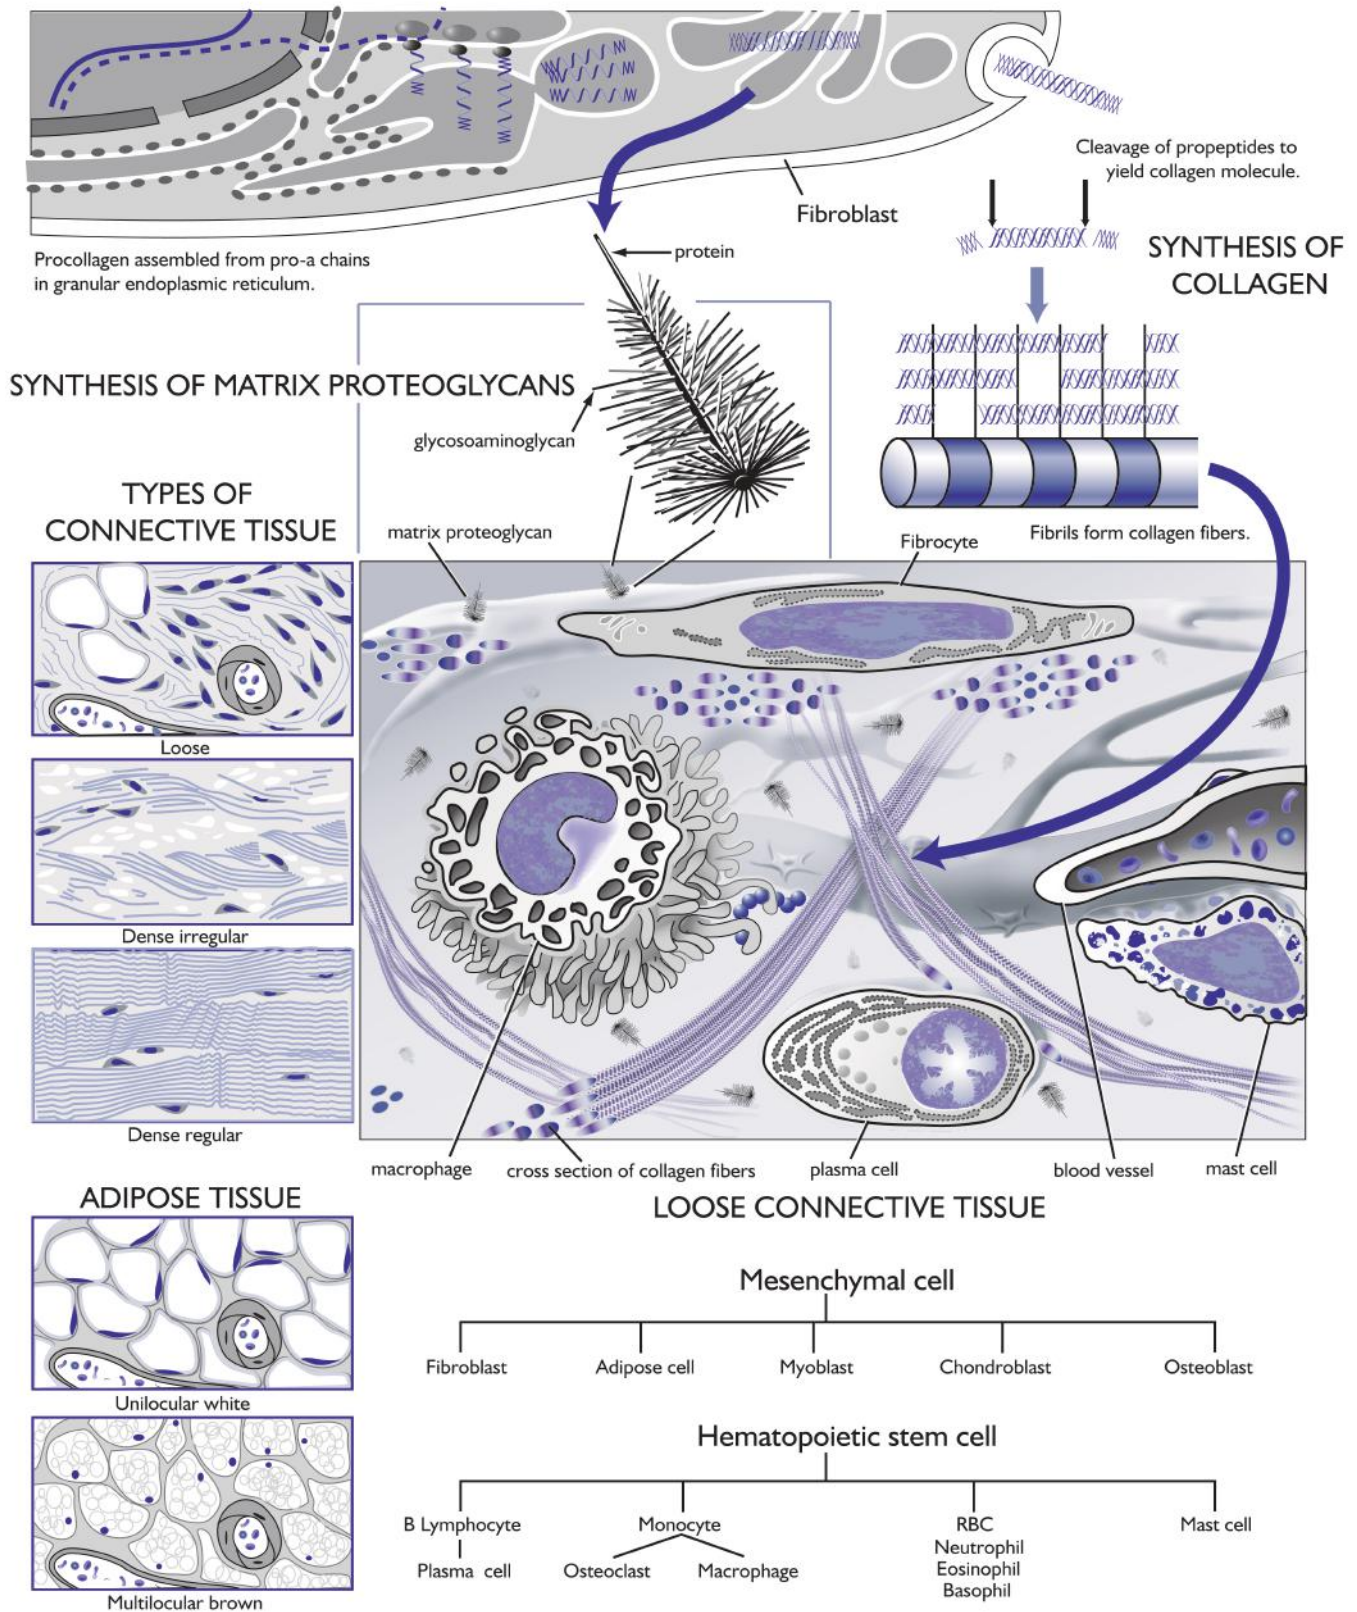 Cleavage of propeptides to
yield collagen molecule.
Fibroblast
Procollagen assembled from pro-a chains
in granular endoplasmic reticulum.
protein
SYNTHESIS OF
COLLAGEN
SYNTHESIS OF MATRIX PROTEOGLYCANS
glycosoaminoglycan
TYPES OF
CONNECTIVE TISSUE
matrix proteoglycan
Fibrocyte
Fibrils form collagen fibers.
Loose
Dense irregular
Dense regular
macrophage
cross section of collagen fibers
plasma cell
blood vessel
mast cell
ADIPOSE TISSUE
LOOSE CONNECTIVE TISSUE
Unilocular white
Multilocular brown
Mesenchymal cell
Fibroblast
Adipose cell
Myoblast
Chondroblast
Osteoblast
Hematopoietic stem cell
B Lymphocyte
Monocyte
RBC
Mast cell
Neutrophil
Plasma cell
Osteoclast
Macrophage
Eosinophil
Basophil